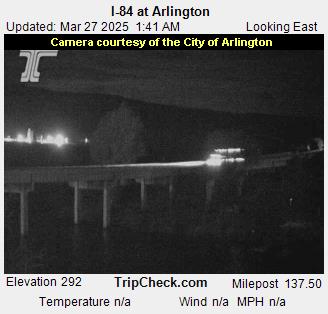 I-84 at Arlington
Updated: Mar 27 2025 1:41 AM Looking East
Camera courtesy of the City of Arlington
Elevation 292 TripCheck.com Milepost 137.50
Temperature n/a Wind n/a MPH n/a